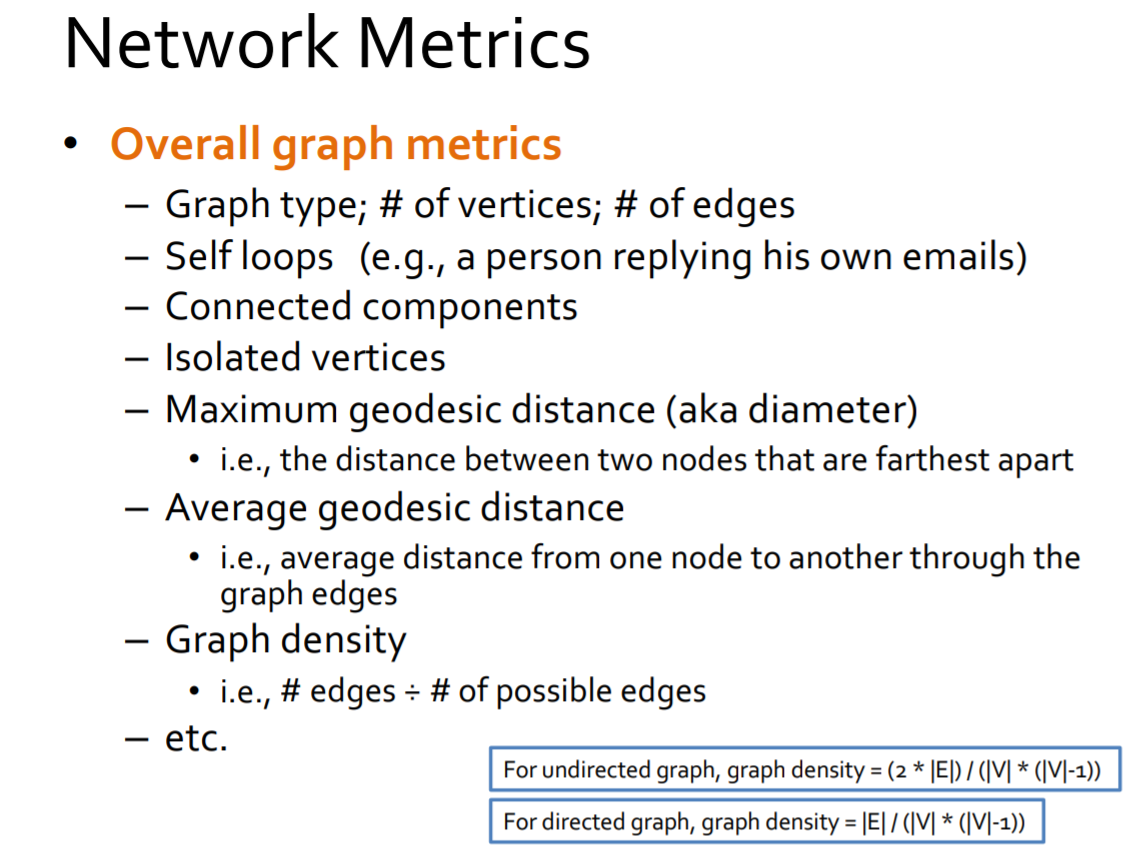 Network Metrics
• Overall graph metrics
– Graph type; # of vertices; # of edges
– Self loops (e.g., a person replying his own emails)
– Connected components
– Isolated vertices
– Maximum geodesic distance (aka diameter)
• i.e., the distance between two nodes that are farthest apart
– Average geodesic distance
• i.e., average distance from one node to another through the
graph edges
– Graph density
• i.e., # edges ÷ # of possible edges
– etc.
For undirected graph, graph density = (2 * |E|) / (|V| * (|V|-1))
For directed graph, graph density = |E| / (|V| * (|V|-1))